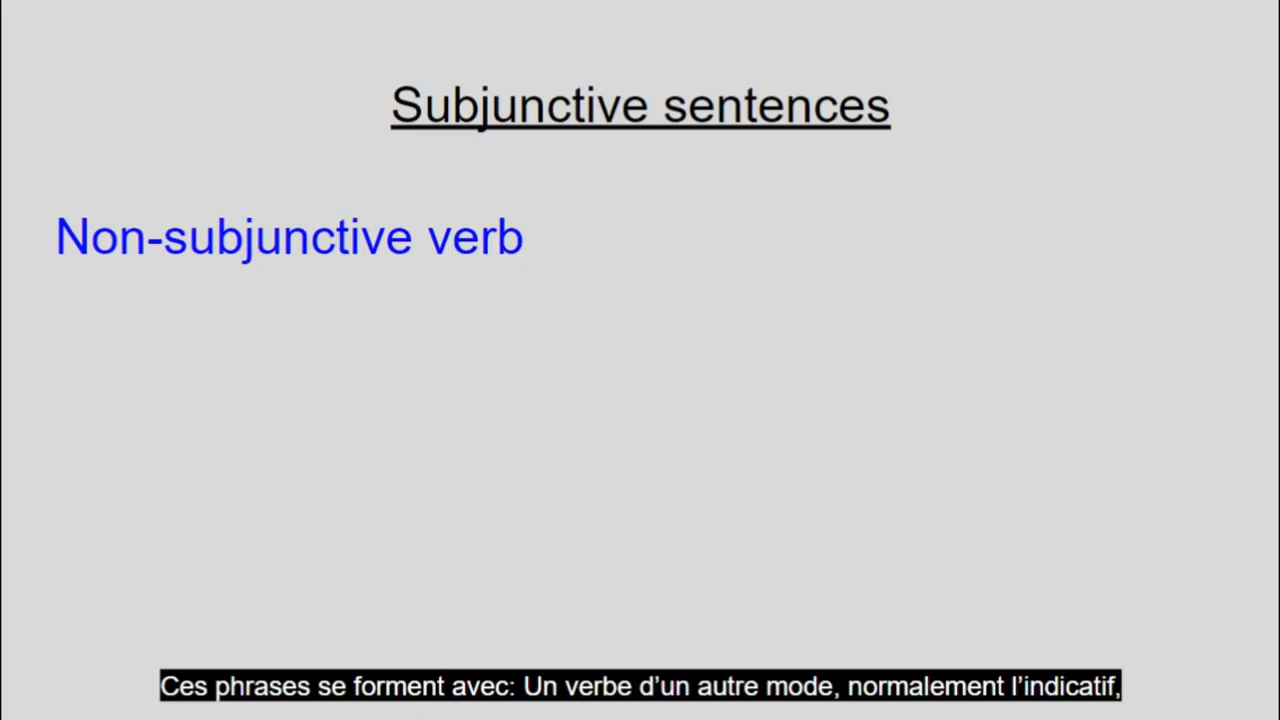 Subjunctive sentences
Non-subjunctive verb
Ces phrases se forment avec: Un verbe d’un autre mode, normalement l’indicatif,